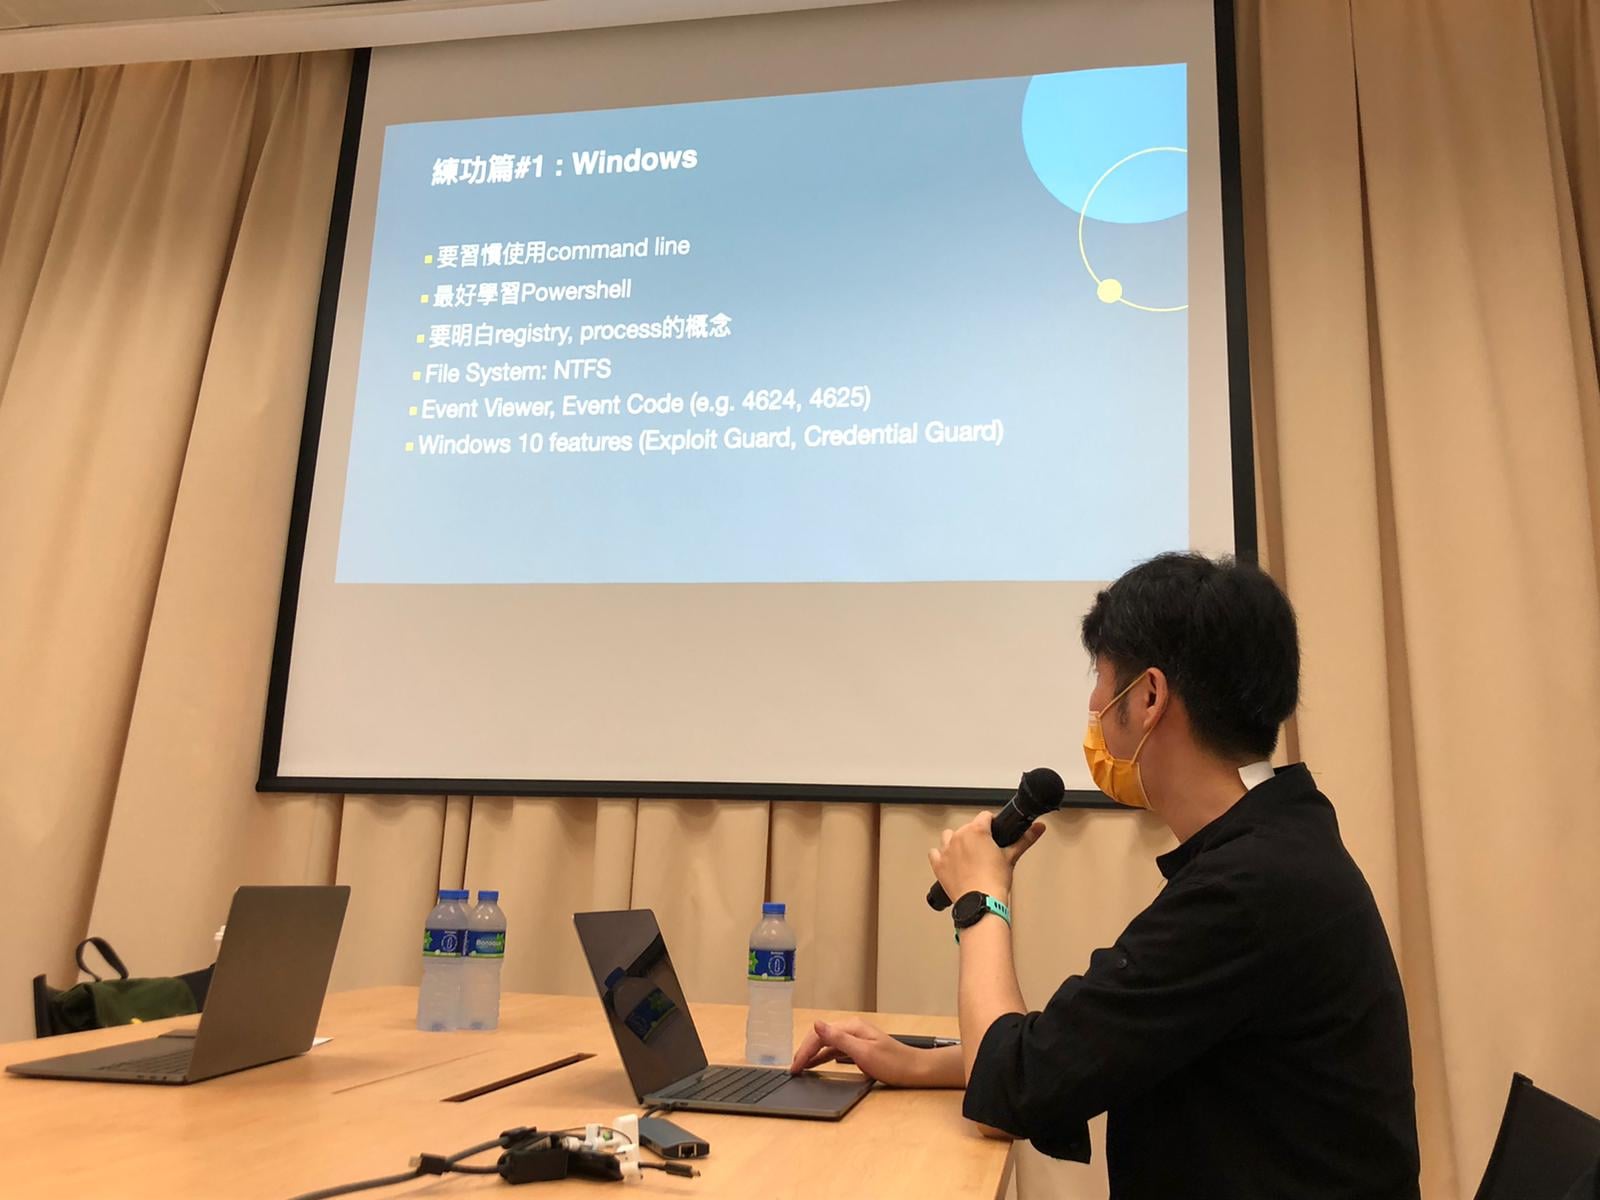 練功篇#1 : Windows
要習慣使用command line
最好學習Powershell
要明白registry, process的概念
File System: NTFS
Event Viewer, Event Code (e.g. 4624, 4625)
Windows 10 features (Exploit Guard, Credential Guard)
Bonaqua